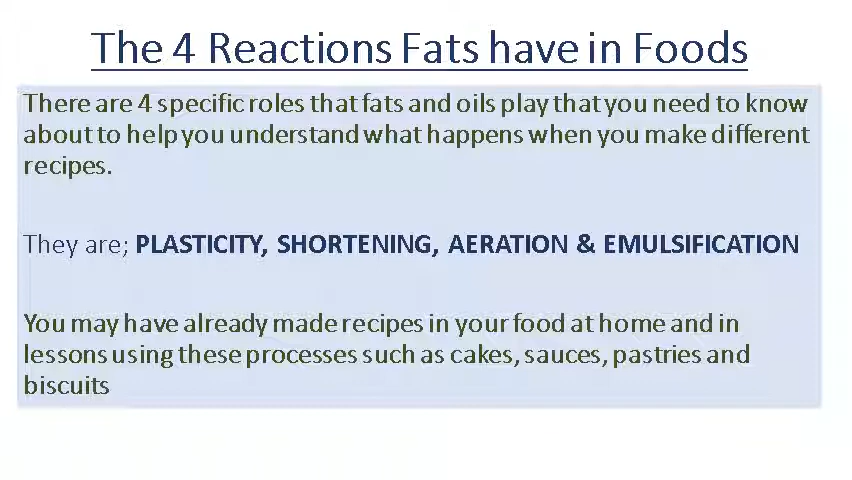 The 4 Reactions Fats have in Foods
There are 4 specific roles that fats and oils play that you need to know
about to help you understand what happens when you make different
recipes.
They are; PLASTICITY, SHORTENING, AERATION & EMULSIFICATION
You may have already made recipes in your food at home and in
lessons using these processes such as cakes, sauces, pastries and
biscuits